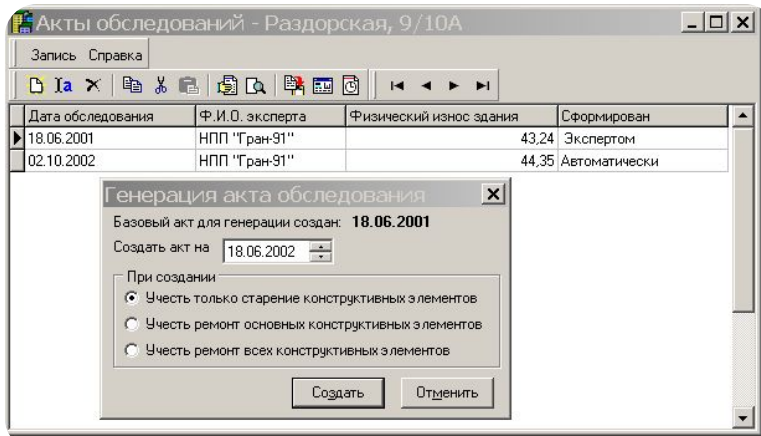 Акты обследований - Раздорская, 9/10А
Запись Справка
Дата обследования Ф.И.О. эксперта Физический износ здания Сформирован
18.06.2001 НПП "Гран-91" 43,24 Экспертом
02.10.2002 НПП "Гран-91" 44,35 Автоматически
Генерация акта обследования
Базовый акт для генерации создан: 18.06.2001
Создать акт на 18.06.2002
При создании
Учесть только старение конструктивных элементов
Учесть ремонт основных конструктивных элементов
Учесть ремонт всех конструктивных элементов
Создать Отменить